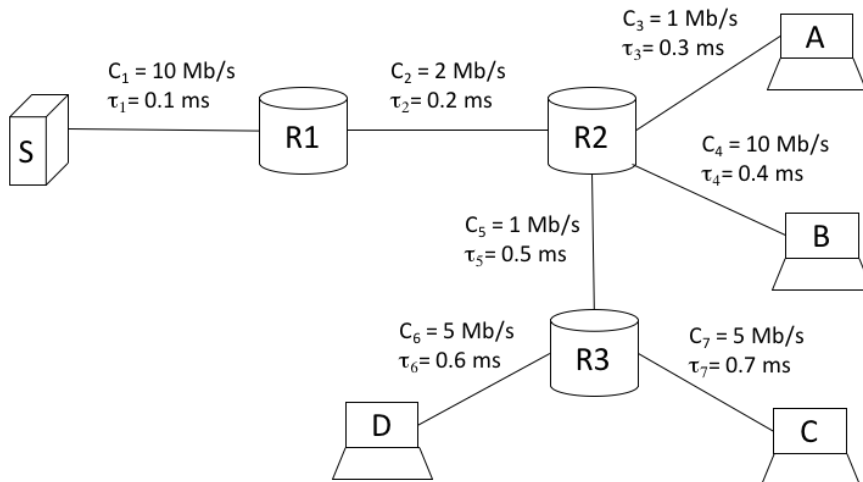 C₃ = 1 Mb/s
τ₃= 0.3 ms
A
C₁ = 10 Mb/s
τ₁= 0.1 ms
C₂ = 2 Mb/s
τ₂= 0.2 ms
S
R1
R2
C₄ = 10 Mb/s
τ₄= 0.4 ms
B
C₅ = 1 Mb/s
τ₅= 0.5 ms
C₆ = 5 Mb/s
τ₆= 0.6 ms
R3
C₇ = 5 Mb/s
τ₇= 0.7 ms
D
C